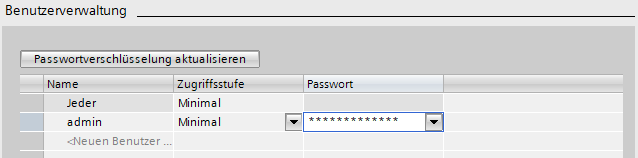 Benutzerverwaltung
Passwortverschlüsselung aktualisieren
Name Zugriffsstufe Passwort
Jeder Minimal
admin Minimal *************
<Neuen Benutzer ...